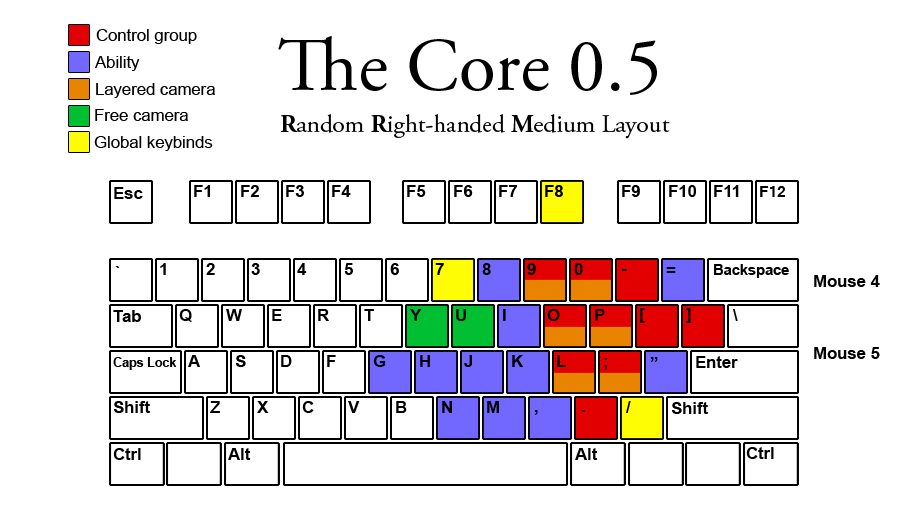 Control group
Ability
Layered camera
Free camera
Global keybinds
The Core 0.5
Random Right-handed Medium Layout
Esc F1 F2 F3 F4 F5 F6 F7 F8 F9 F10 F11 F12
` 1 2 3 4 5 6 7 8 9 0 - = Backspace
Mouse 4
Tab Q W E R T Y U I O P [ ] \
Mouse 5
Caps Lock A S D F G H J K L ; ” Enter
Shift Z X C V B N M , . / Shift
Ctrl Alt Alt Ctrl